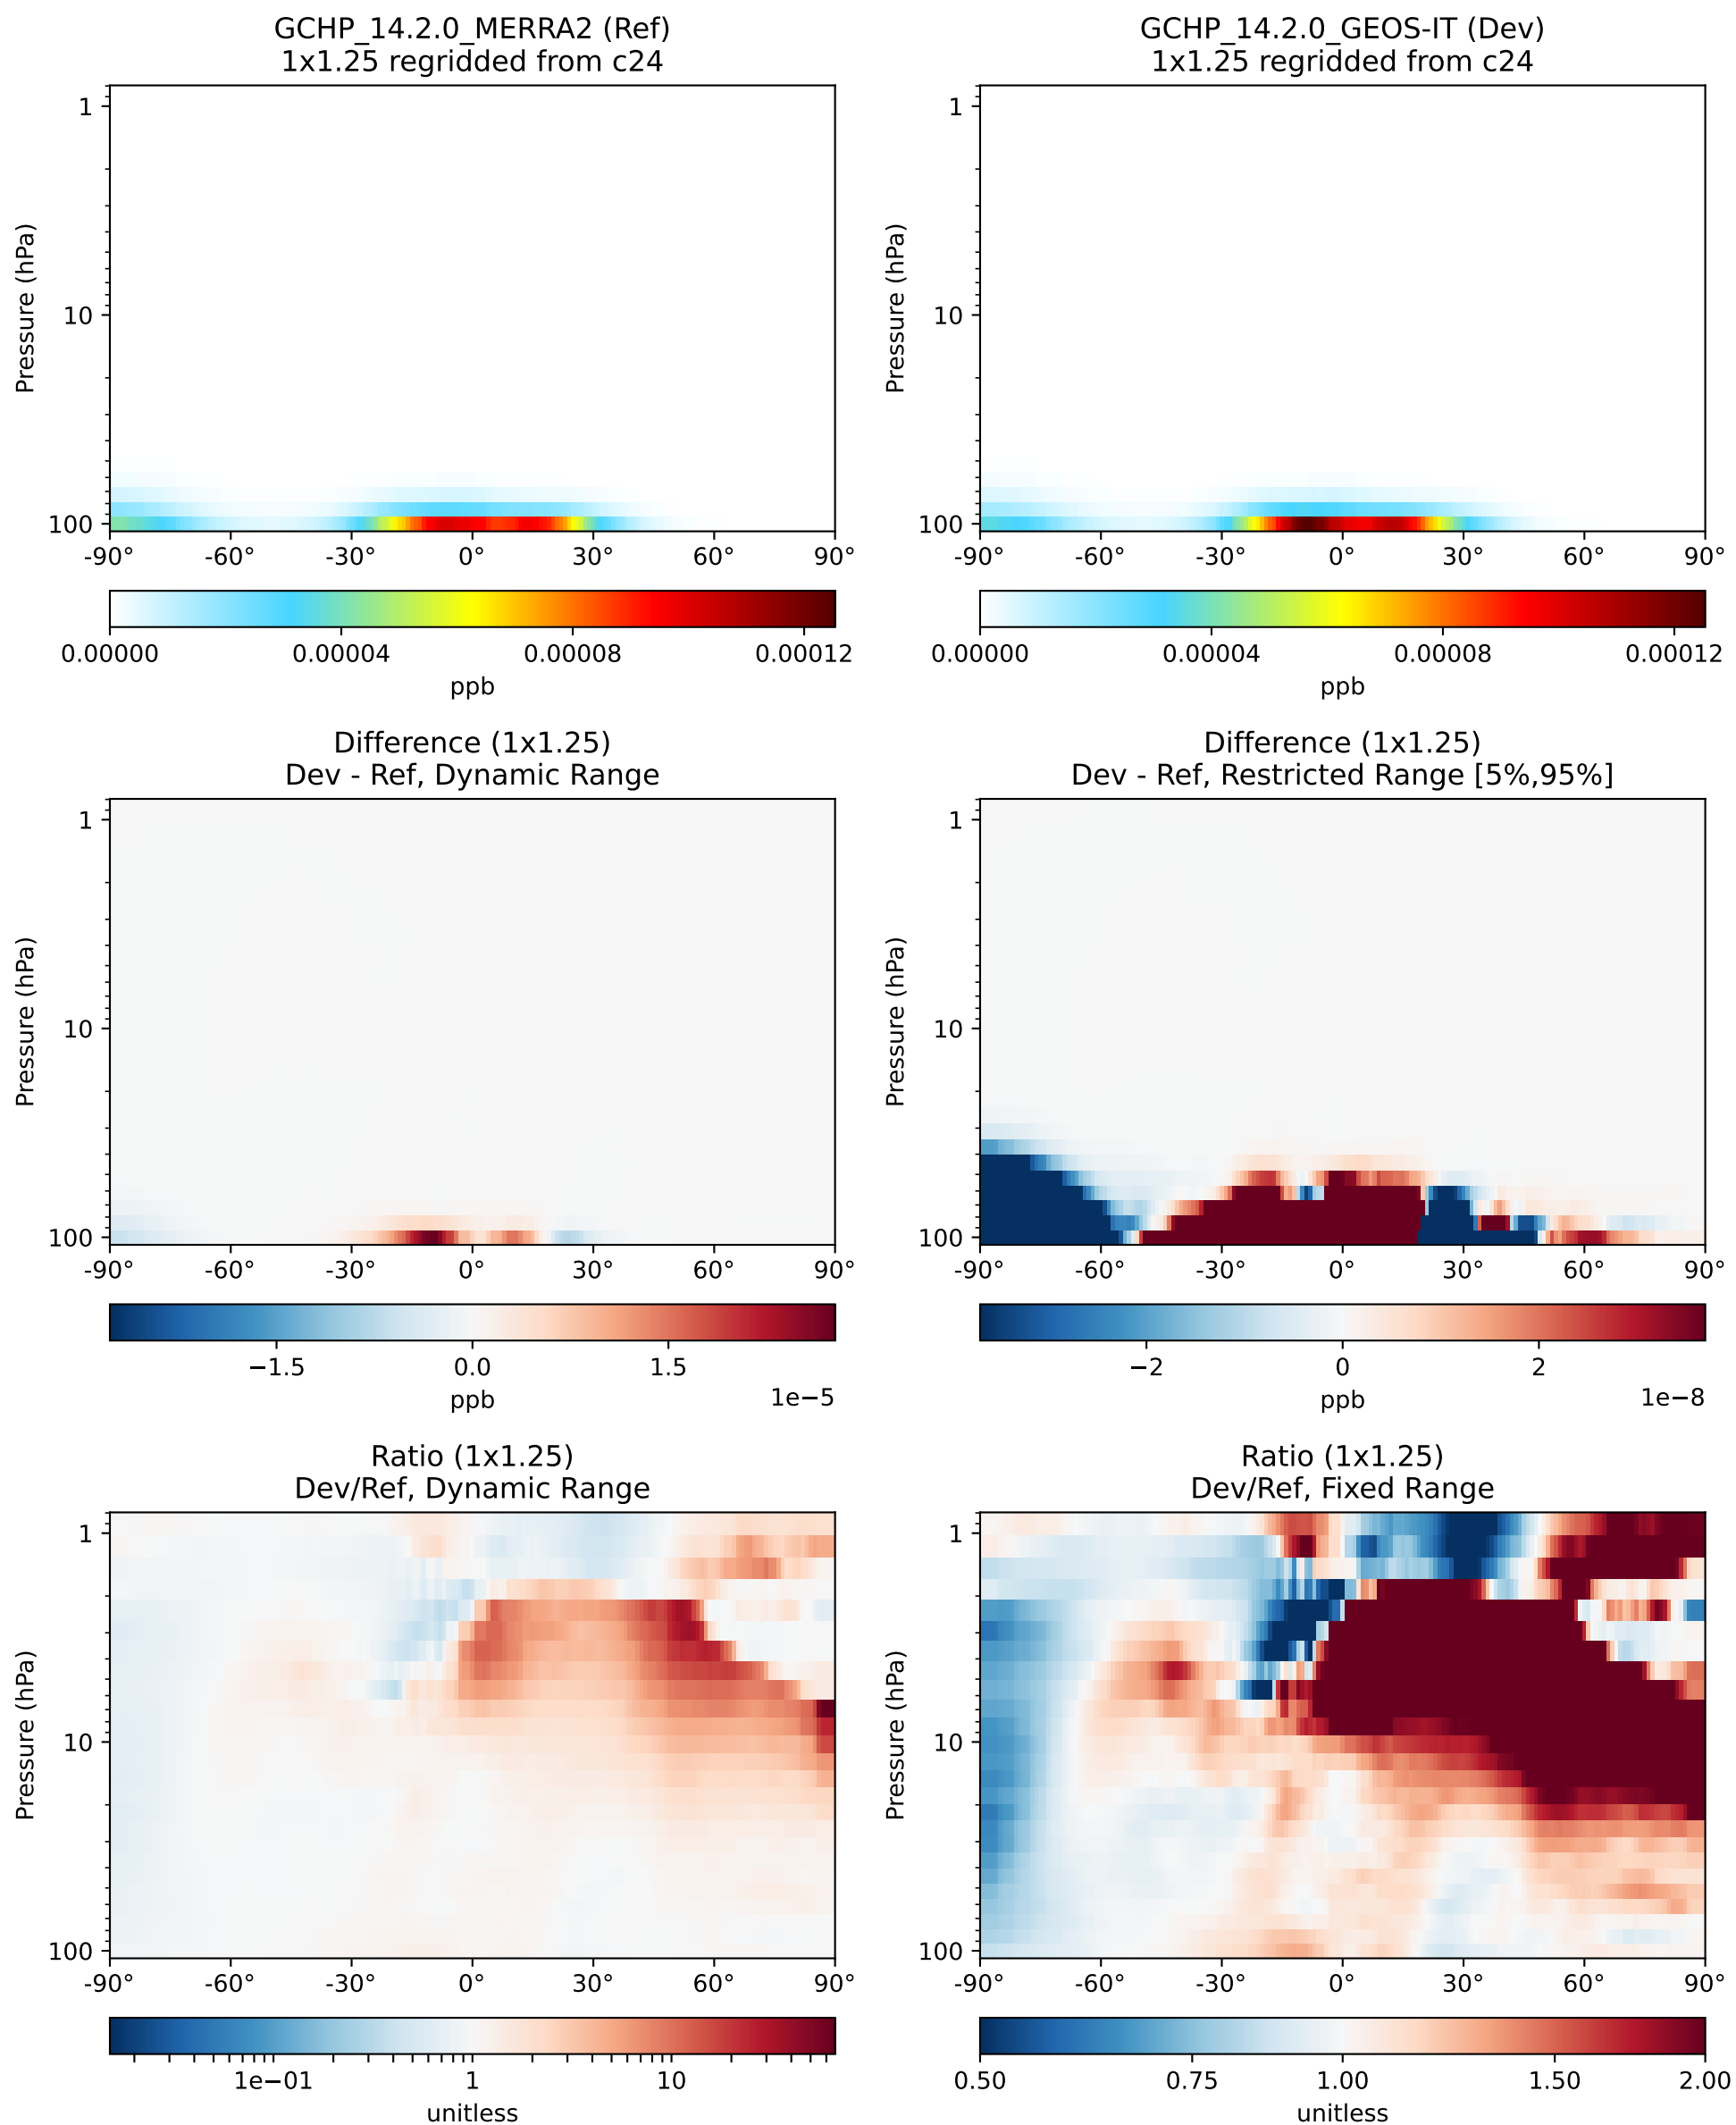 GCHP_14.2.0_MERRA2 (Ref)
1x1.25 regridded from c24
Pressure (hPa)
1
10
100
-90° -60° -30° 0° 30° 60° 90°
0.00000 0.00004 0.00008 0.00012
ppb
GCHP_14.2.0_GEOS-IT (Dev)
1x1.25 regridded from c24
Pressure (hPa)
1
10
100
-90° -60° -30° 0° 30° 60° 90°
0.00000 0.00004 0.00008 0.00012
ppb
Difference (1x1.25)
Dev - Ref, Dynamic Range
Pressure (hPa)
1
10
100
-90° -60° -30° 0° 30° 60° 90°
−1.5 0.0 1.5
ppb
1e−5
Difference (1x1.25)
Dev - Ref, Restricted Range [5%,95%]
Pressure (hPa)
1
10
100
-90° -60° -30° 0° 30° 60° 90°
−2 0 2
ppb
1e−8
Ratio (1x1.25)
Dev/Ref, Dynamic Range
Pressure (hPa)
1
10
100
-90° -60° -30° 0° 30° 60° 90°
1e−01 1 10
unitless
Ratio (1x1.25)
Dev/Ref, Fixed Range
Pressure (hPa)
1
10
100
-90° -60° -30° 0° 30° 60° 90°
0.50 0.75 1.00 1.50 2.00
unitless